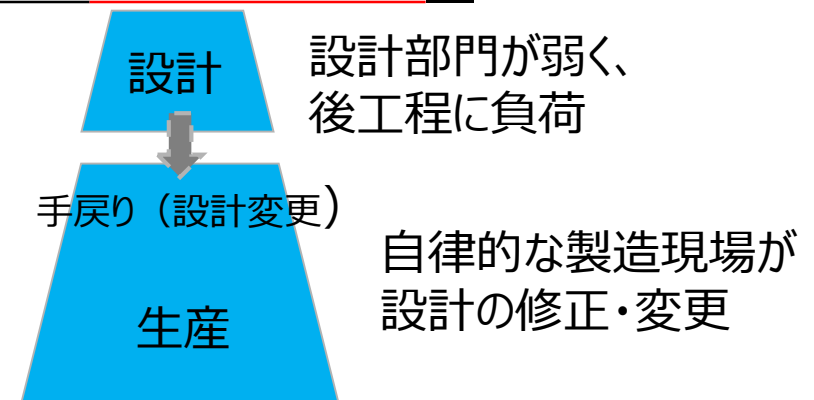 設計
設計部門が弱く、
後工程に負荷
手戻り（設計変更）
自律的な製造現場が
設計の修正・変更
生産